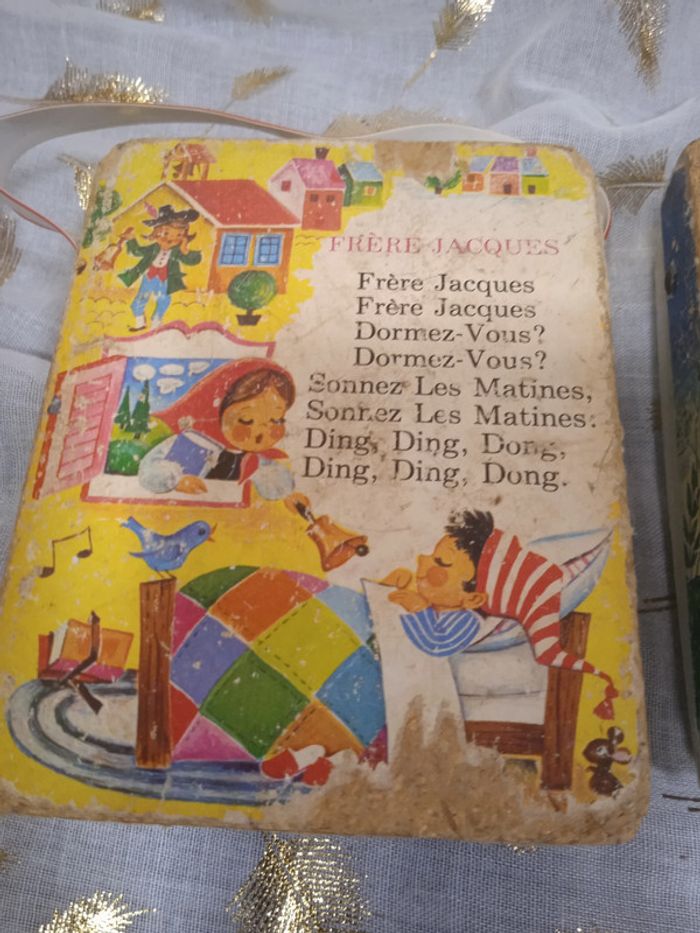 FRÈRE JACQUES
Frère Jacques
Frère Jacques
Dormez-Vous?
Dormez-Vous?
Sonnez Les Matines,
Sonnez Les Matines:
Ding, Ding, Dong,
Ding, Ding, Dong.